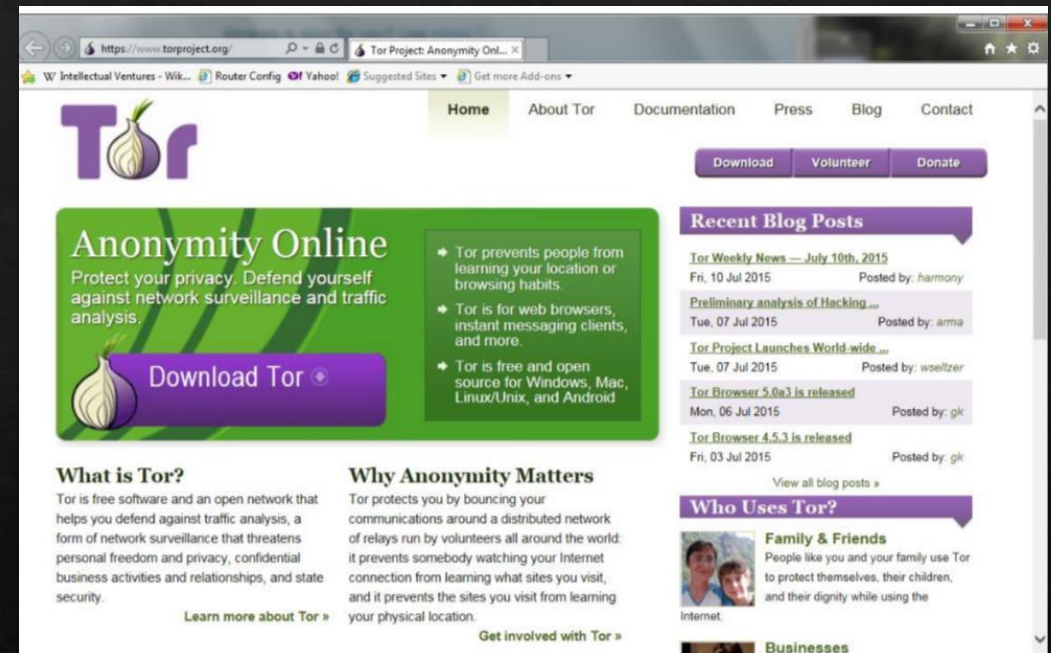 https://www.torproject.org/
Tor Project: Anonymity Onl...
W Intellectual Ventures - Wik... Router Config Yahoo! Suggested Sites Get more Add-ons
Tor
Home About Tor Documentation Press Blog Contact
Download Volunteer Donate
Anonymity Online
Protect your privacy. Defend yourself
against network surveillance and traffic
analysis.
Download Tor
Tor prevents people from
learning your location or
browsing habits.
Tor is for web browsers,
instant messaging clients,
and more.
Tor is free and open
source for Windows, Mac,
Linux/Unix, and Android
What is Tor?
Tor is free software and an open network that
helps you defend against traffic analysis, a
form of network surveillance that threatens
personal freedom and privacy, confidential
business activities and relationships, and state
security.
Learn more about Tor »
Why Anonymity Matters
Tor protects you by bouncing your
communications around a distributed network
of relays run by volunteers all around the world:
it prevents somebody watching your Internet
connection from learning what sites you visit,
and it prevents the sites you visit from learning
your physical location.
Get involved with Tor »
Recent Blog Posts
Tor Weekly News — July 10th, 2015
Fri, 10 Jul 2015 Posted by: harmony
Preliminary analysis of Hacking ...
Tue, 07 Jul 2015 Posted by: arma
Tor Project Launches World-wide ...
Tue, 07 Jul 2015 Posted by: wseltzer
Tor Browser 5.0a3 is released
Mon, 06 Jul 2015 Posted by: gk
Tor Browser 4.5.3 is released
Fri, 03 Jul 2015 Posted by: gk
View all blog posts »
Who Uses Tor?
Family & Friends
People like you and your family use Tor
to protect themselves, their children,
and their dignity while using the
Internet.
Businesses